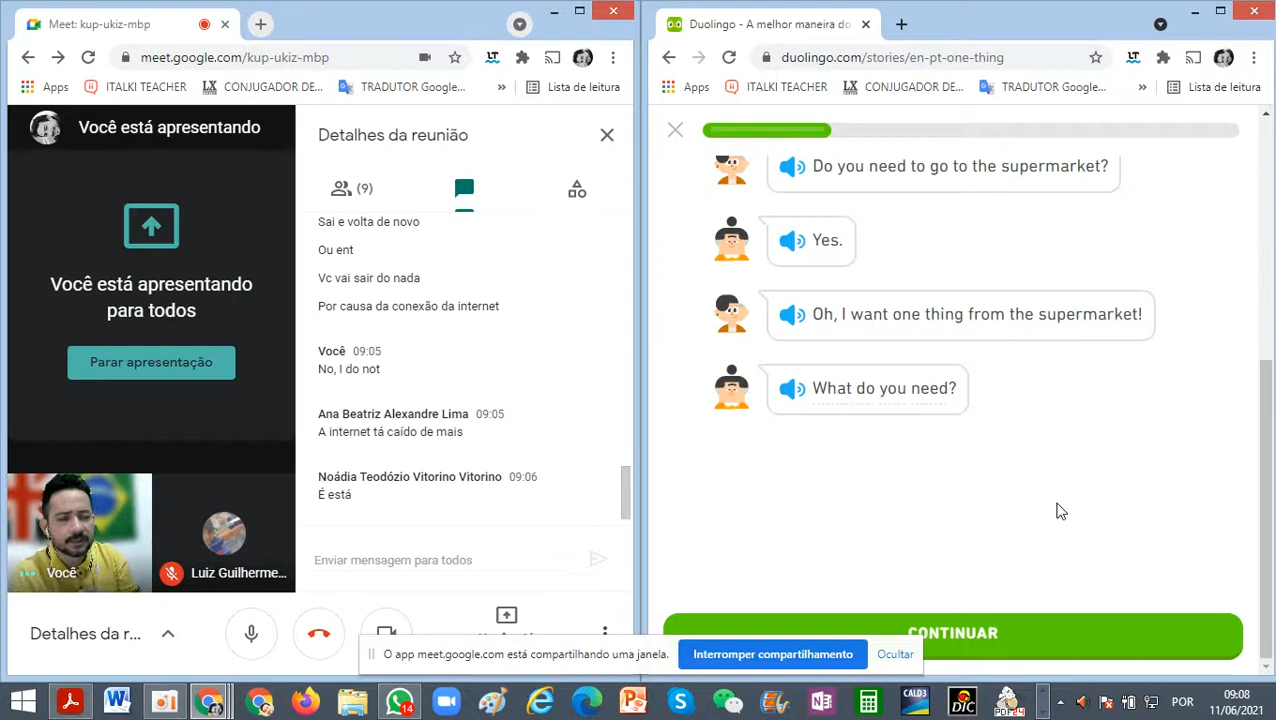 Meet: kup-ukiz-mbp
meet.google.com/kup-ukiz-mbp
Apps
ITALKI TEACHER
LX CONJUGADOR DE...
TRADUTOR Google...
»
Lista de leitura
Você está apresentando
Você está apresentando
para todos
Parar apresentação
Você
Luiz Guilherme...
Detalhes da reunião
(9)
Sai e volta de novo
Ou ent
Vc vai sair do nada
Por causa da conexão da internet
Você 09:05
No, I do not
Ana Beatriz Alexandre Lima 09:05
A internet tá caído de mais
Noádia Teodózio Vitorino Vitorino 09:06
É está
Enviar mensagem para todos
Detalhes da r...
Duolingo - A melhor maneira do
duolingo.com/stories/en-pt-one-thing
Apps
ITALKI TEACHER
LX CONJUGADOR DE...
TRADUTOR Google...
»
Lista de leitura
Do you need to go to the supermarket?
Yes.
Oh, I want one thing from the supermarket!
What do you need?
CONTINUAR
O app meet.google.com está compartilhando uma janela.
Interromper compartilhamento
Ocultar
14
CALD3
DIC
PDF24
POR
09:08
11/06/2021